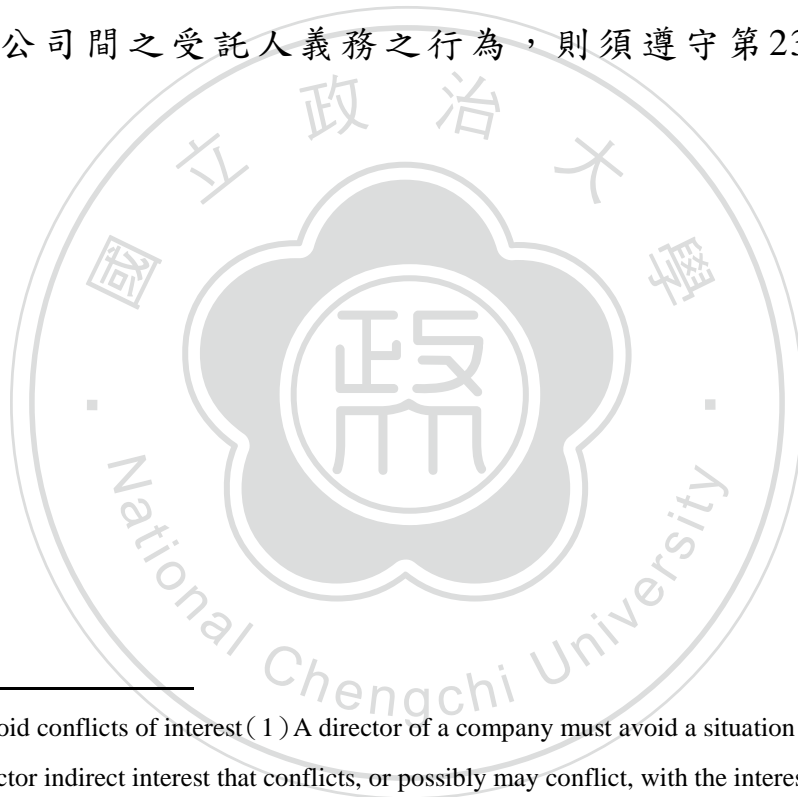 公司間之受託人義務之行為，則須遵守第23
國立政治大學
政
National Chengchi University
oid conflicts of interest（1）A director of a company must avoid a situation
ctor indirect interest that conflicts, or possibly may conflict, with the interes